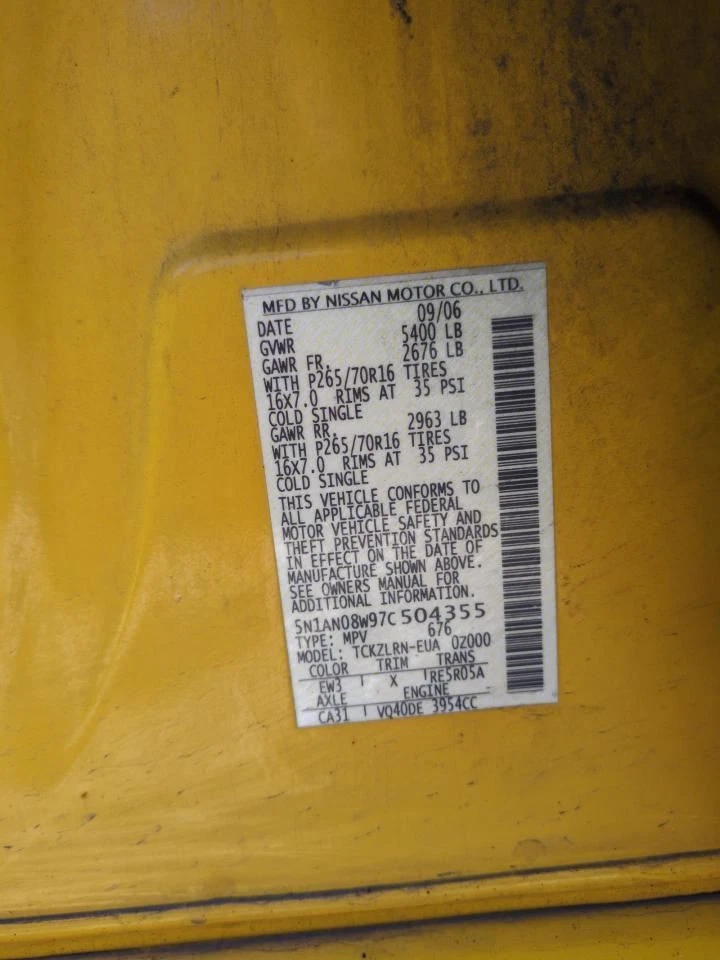 MFD BY NISSAN MOTOR CO., LTD.
DATE 09/06
GVWR 5400 LB
GAWR FR. 2676 LB
WITH P265/70R16 TIRES
16X7.0 RIMS AT 35 PSI
COLD SINGLE
GAWR RR. 2963 LB
WITH P265/70R16 TIRES
16X7.0 RIMS AT 35 PSI
COLD SINGLE
THIS VEHICLE CONFORMS TO
ALL APPLICABLE FEDERAL
MOTOR VEHICLE SAFETY AND
THEFT PREVENTION STANDARDS
IN EFFECT ON THE DATE OF
MANUFACTURE SHOWN ABOVE.
SEE OWNERS MANUAL FOR
ADDITIONAL INFORMATION.
5N1AN08W97C504355
TYPE: MPV 676
MODEL: TCKZLRN-EUA 0Z000
COLOR TRIM TRANS
EW3 X RE5R05A
AXLE ENGINE
CA31 VQ40DE 3954CC